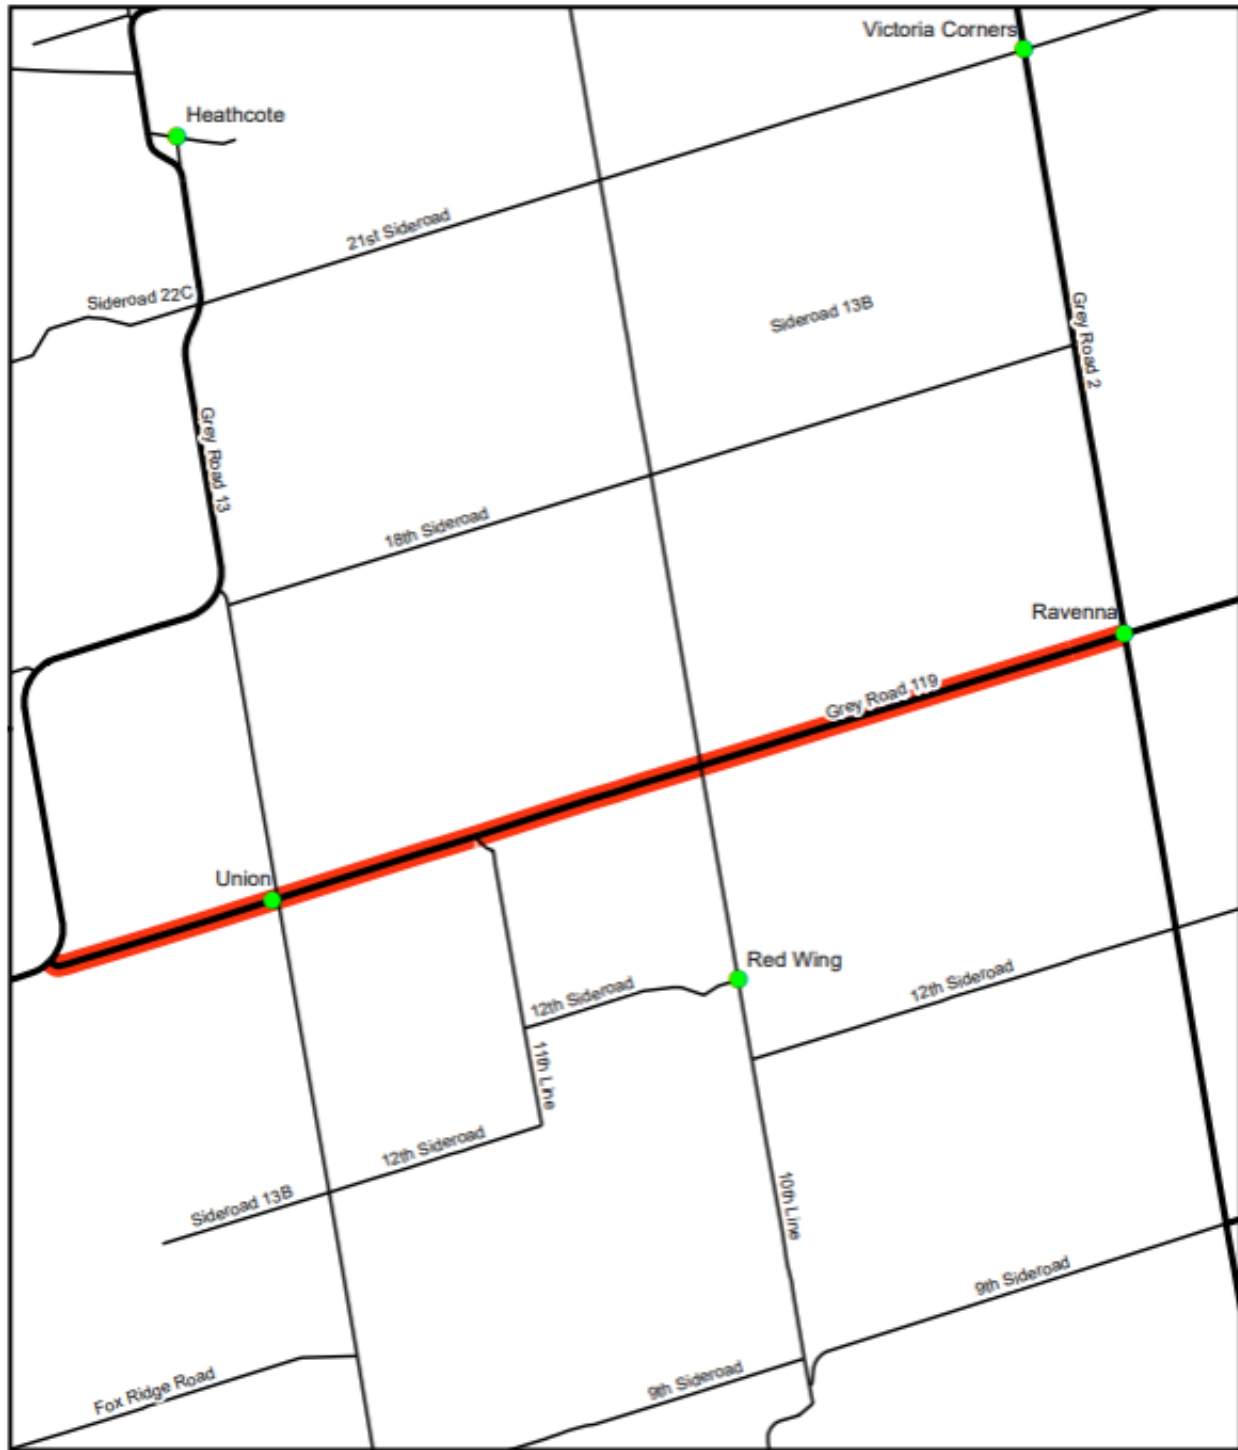 Victoria Corners
Heathcote
21st Sideroad
Sideroad 22C
Sideroad 13B
Grey Road 2
Grey Road 13
18th Sideroad
Ravenna
Grey Road 119
Union
Red Wing
12th Sideroad
12th Sideroad
11th Line
12th Sideroad
Sideroad 13B
10th Line
9th Sideroad
9th Sideroad
Fox Ridge Road